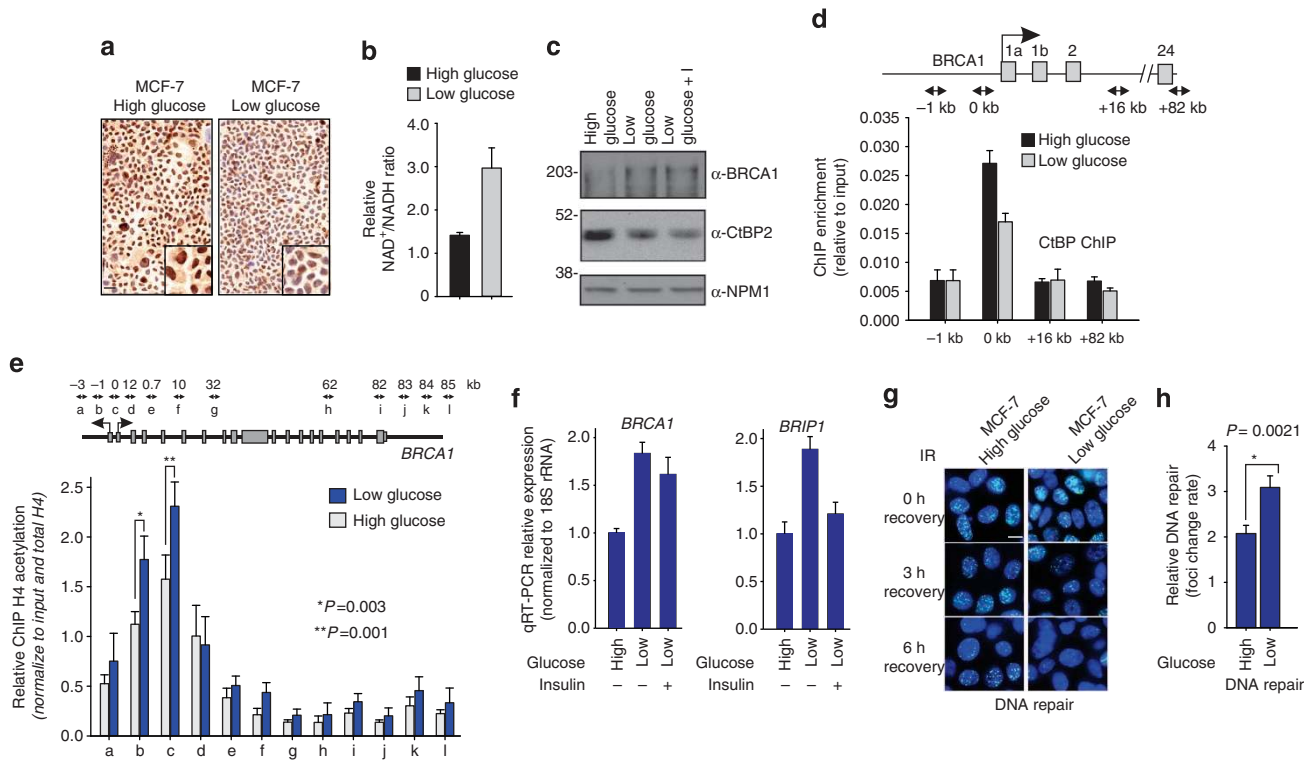 a
MCF-7
High glucose
MCF-7
Low glucose
b
High glucose
Low glucose
Relative
NAD+/NADH ratio
4.0
3.0
2.0
1.0
0
c
High
glucose
Low
glucose
Low
glucose + I
203-
α-BRCA1
52-
α-CtBP2
38-
α-NPM1
d
BRCA1
1a 1b 2 24
–1 kb 0 kb +16 kb +82 kb
High glucose
Low glucose
CtBP ChIP
ChIP enrichment
(relative to input)
0.035
0.030
0.025
0.020
0.015
0.010
0.005
0.000
–1 kb 0 kb +16 kb +82 kb
e
–3 –1 0 12 0.7 10 32 62 82 83 84 85 kb
a b c d e f g h i j k l
BRCA1
Low glucose
High glucose
Relative ChIP H4 acetylation
(normalize to input and total H4)
2.5
2.0
1.5
1.0
0.5
0.0
*
**
*P=0.003
**P=0.001
a b c d e f g h i j k l
f
BRCA1
qRT-PCR relative expression
(normalized to 18S rRNA)
2.0
1.5
1.0
0.5
0
Glucose High Low Low
Insulin – – +
BRIP1
2.0
1.5
1.0
0.5
0
Glucose High Low Low
Insulin – – +
g
MCF-7
High glucose
MCF-7
Low glucose
IR
0 h
recovery
3 h
recovery
6 h
recovery
DNA repair
h
P= 0.0021
*
Relative DNA repair
(foci change rate)
4
3
2
1
0
Glucose High Low
DNA repair